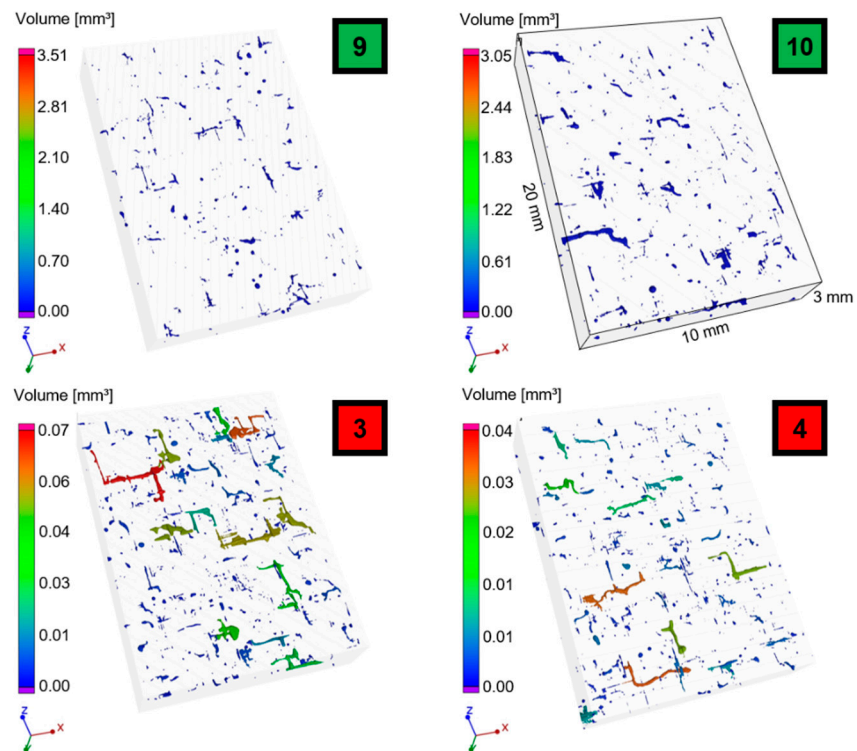 Volume [mm³]
3.51
2.81
2.10
1.40
0.70
0.00
z
x
9
Volume [mm³]
3.05
2.44
1.83
1.22
0.61
0.00
z
x
10
20 mm
10 mm
3 mm
Volume [mm³]
0.07
0.06
0.04
0.03
0.01
0.00
z
x
3
Volume [mm³]
0.04
0.03
0.02
0.01
0.01
0.00
z
x
4